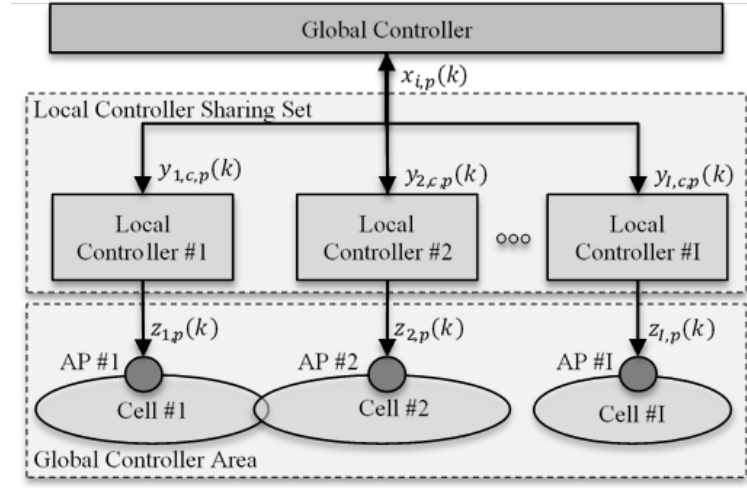 Global Controller
x_{i,p}(k)
Local Controller Sharing Set
y_{1,c,p}(k)
y_{2,c,p}(k)
y_{I,c,p}(k)
Local
Controller #1
Local
Controller #2
Local
Controller #I
z_{1,p}(k)
z_{2,p}(k)
z_{I,p}(k)
AP #1
AP #2
AP #I
Cell #1
Cell #2
Cell #I
Global Controller Area